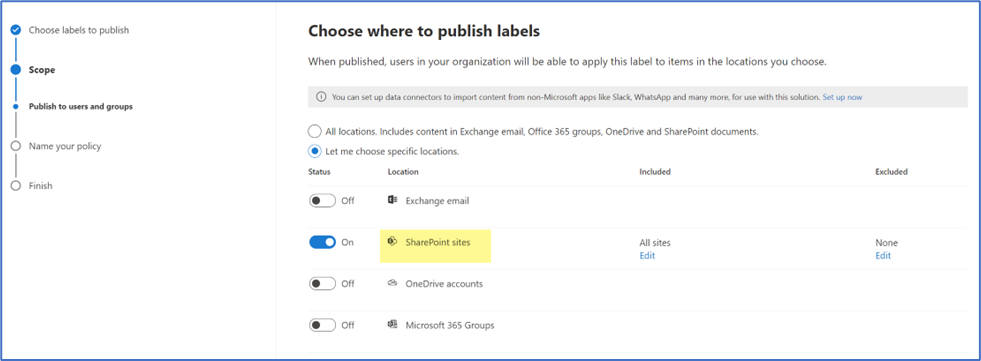 Choose labels to publish
Scope
Publish to users and groups
Name your policy
Finish
Choose where to publish labels
When published, users in your organization will be able to apply this label to items in the locations you choose.
You can set up data connectors to import content from non-Microsoft apps like Slack, WhatsApp and many more, for use with this solution. Set up now
All locations. Includes content in Exchange email, Office 365 groups, OneDrive and SharePoint documents.
Let me choose specific locations.
Status Location Included Excluded
Off Exchange email
On SharePoint sites All sites None
Edit Edit
Off OneDrive accounts
Off Microsoft 365 Groups